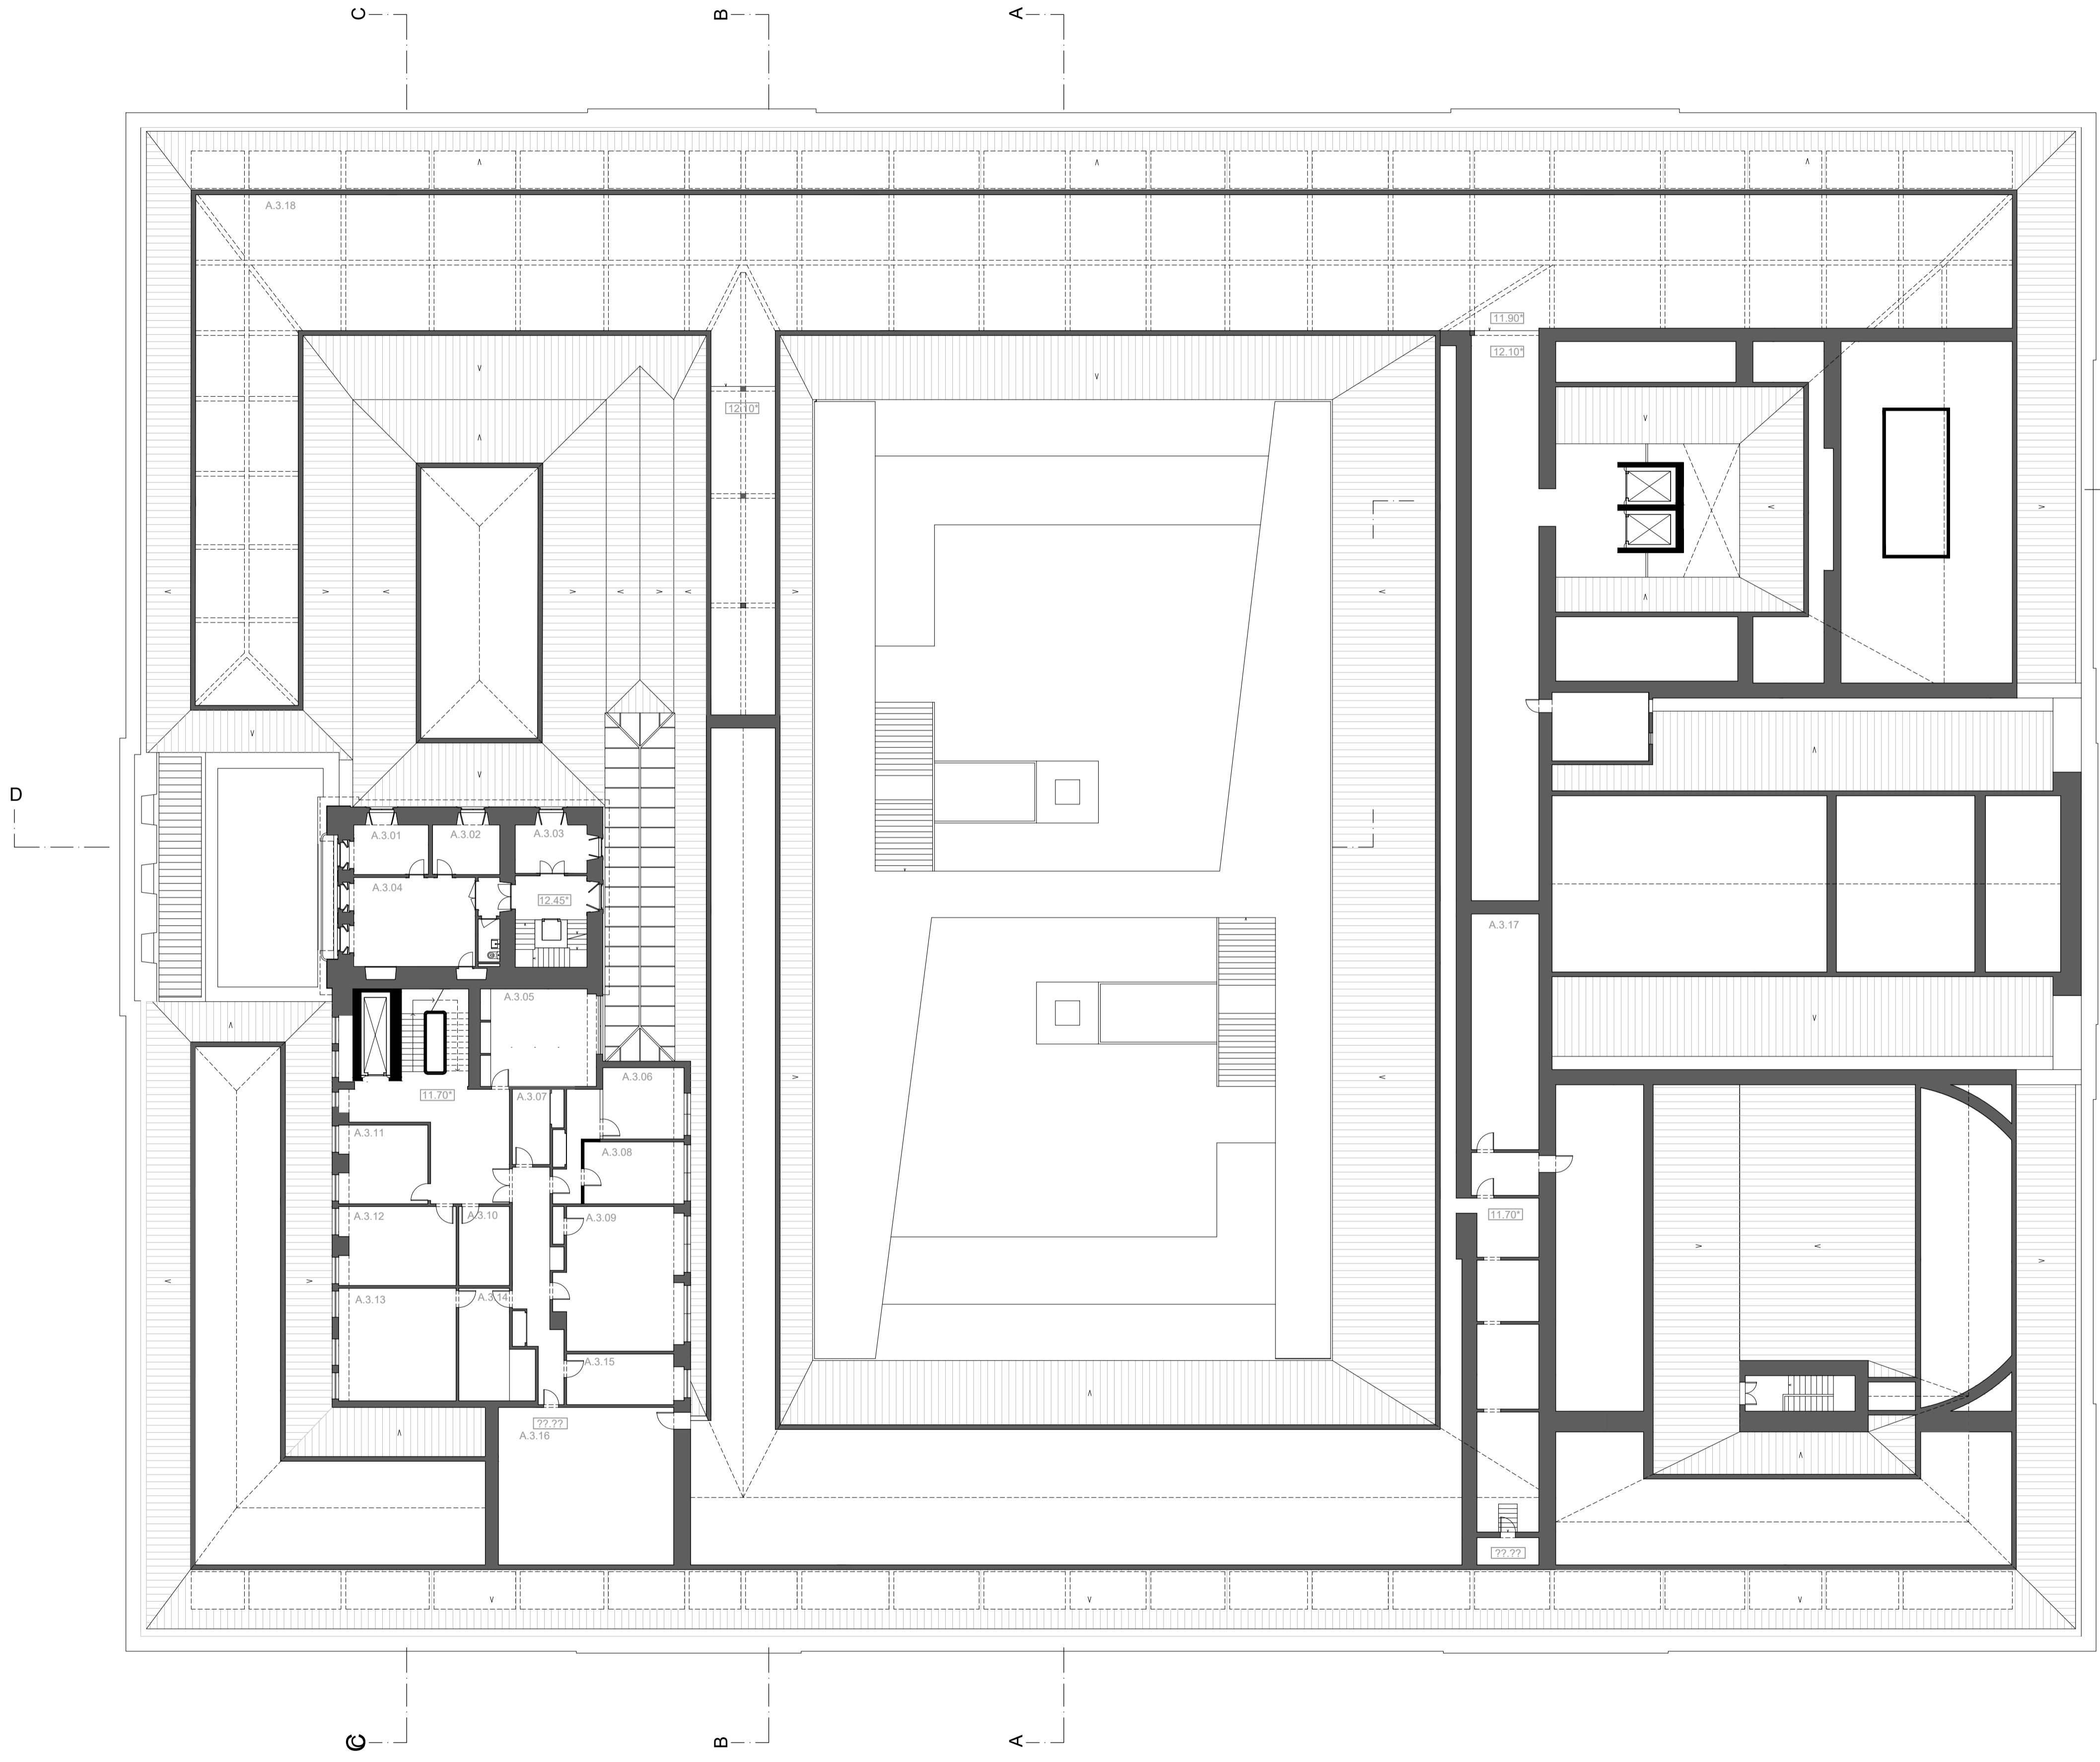 C
B
A
A.3.18
11.90*
12.10*
12.10*
D
A.3.01
A.3.02
A.3.03
A.3.04
12.45*
A.3.17
A.3.05
A.3.06
11.70*
A.3.07
A.3.11
A.3.08
A.3.12
A.3.10
A.3.09
11.70*
A.3.13
A.3.14
A.3.15
??.??
A.3.16
??.??
C
C
B
A